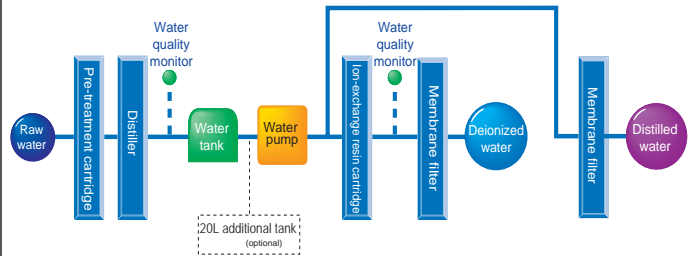 Raw
water
Pre-treatment cartridge
Distiller
Water
quality
monitor
Water
tank
20L additional tank
(optional)
Water
pump
Ion-exchange resin cartridge
Water
quality
monitor
Membrane filter
Deionized
water
Membrane filter
Distilled
water